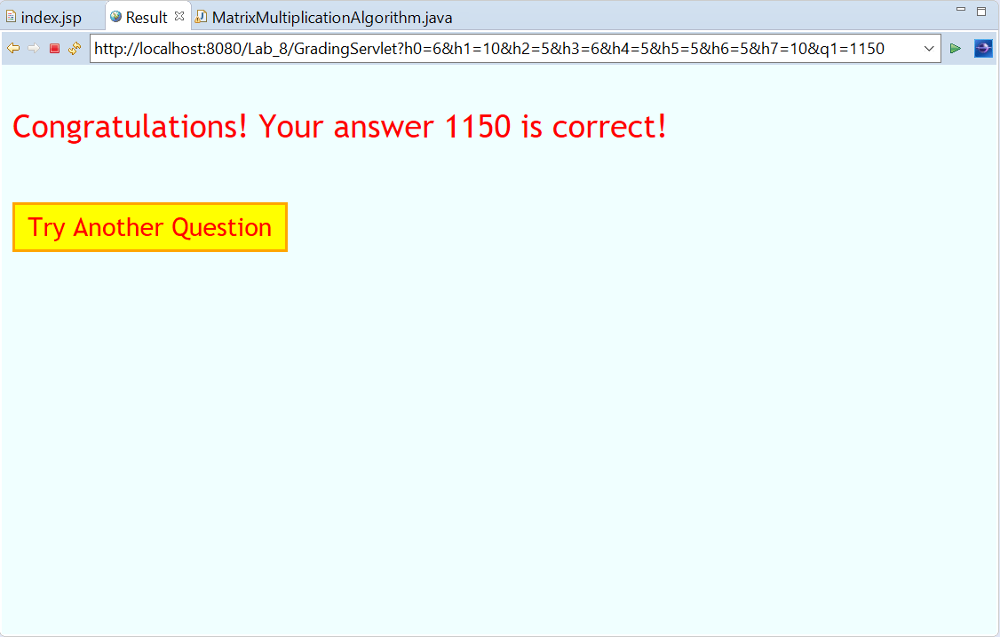 index.jsp Result MatrixMultiplicationAlgorithm.java
http://localhost:8080/Lab_8/GradingServlet?h0=6&h1=10&h2=5&h3=6&h4=5&h5=5&h6=5&h7=10&q1=1150
Congratulations! Your answer 1150 is correct!
Try Another Question